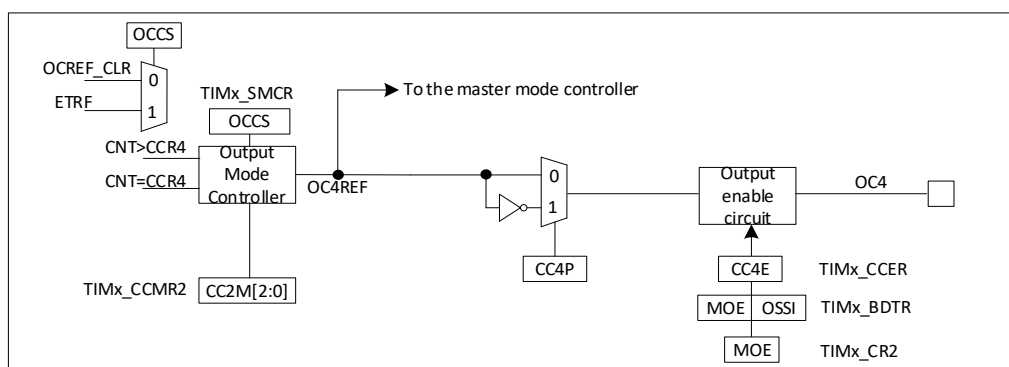 OCCS
OCREF_CLR
0
ETRF
1
To the master mode controller
TIMx_SMCR
OCCS
CNT>CCR4
CNT=CCR4
Output
Mode
Controller
OC4REF
0
1
Output
enable
circuit
OC4
TIMx_CCMR2
CC2M[2:0]
CC4P
CC4E
TIMx_CCER
MOE
OSSI
TIMx_BDTR
MOE
TIMx_CR2